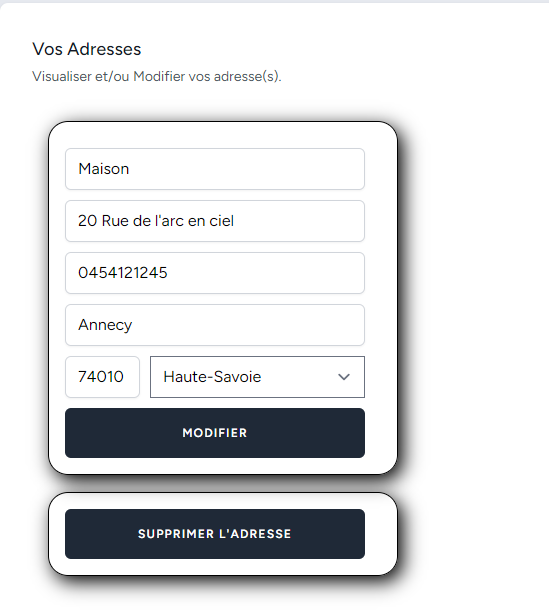 Vos Adresses
Visualiser et/ou Modifier vos adresse(s).
Maison
20 Rue de l'arc en ciel
0454121245
Annecy
74010 Haute-Savoie
MODIFIER
SUPPRIMER L'ADRESSE